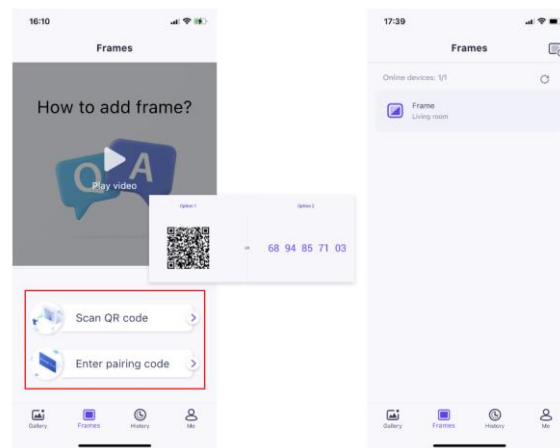 16:10
Frames
How to add frame?
Q A
Play video
Option 1
Option 2
OR
68 94 85 71 03
Scan QR code
Enter pairing code
Gallery
Frames
History
Me
17:39
Frames
Online devices: 1/1
Frame
Living room
Gallery
Frames
History
Me